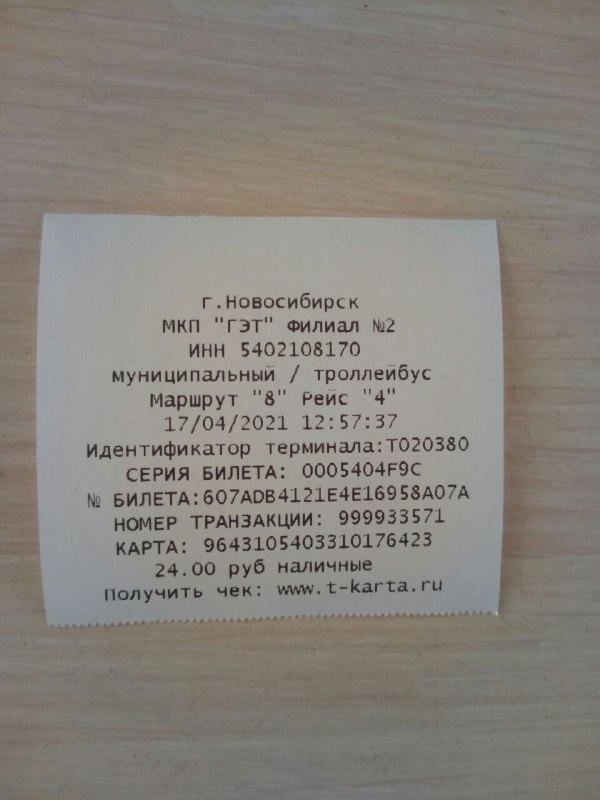 г.Новосибирск
МКП "ГЭТ" Филиал №2
ИНН 5402108170
муниципальный / троллейбус
Маршрут "8" Рейс "4"
17/04/2021 12:57:37
Идентификатор терминала:T020380
СЕРИЯ БИЛЕТА: 0005404F9C
№ БИЛЕТА:607ADB4121E4E16958A07A
НОМЕР ТРАНЗАКЦИИ: 999933571
КАРТА: 9643105403310176423
24.00 руб наличные
Получить чек: www.t-karta.ru